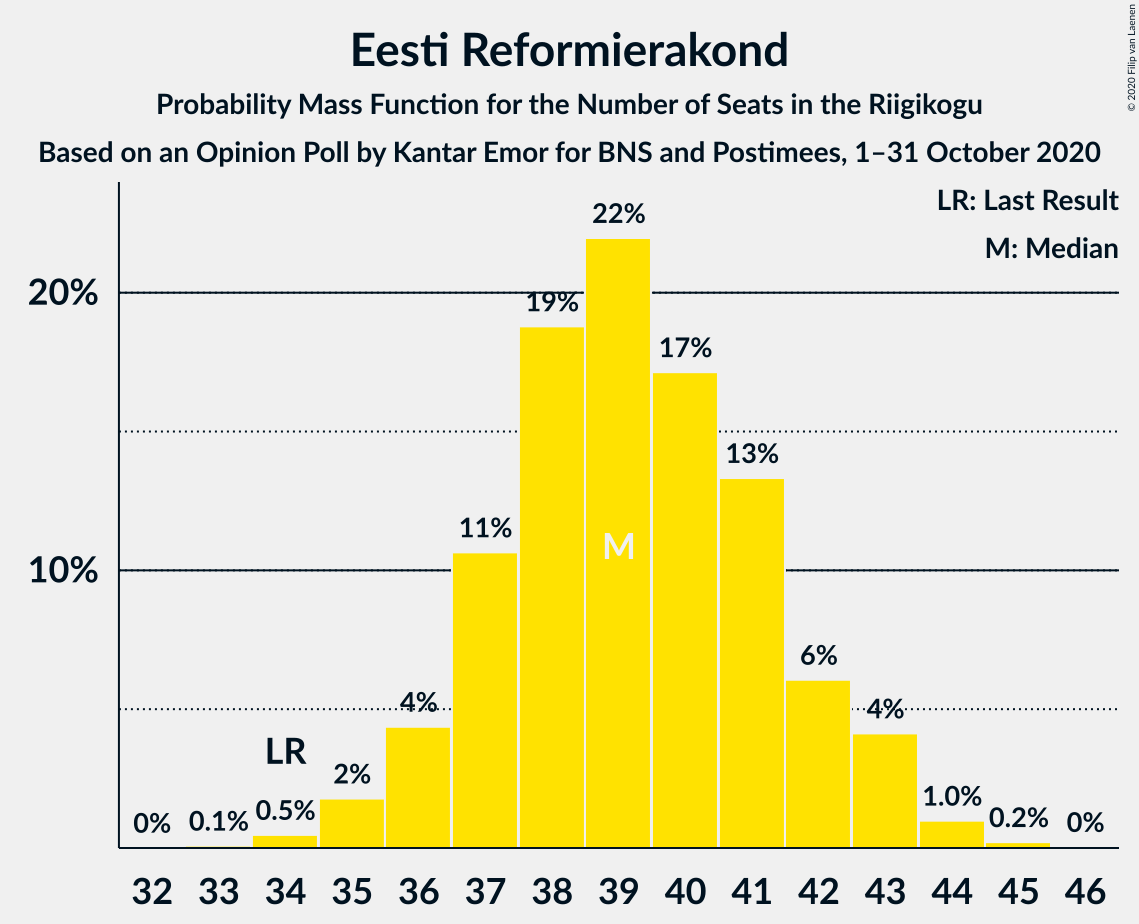 Eesti Reformierakond
Probability Mass Function for the Number of Seats in the Riigikogu
Based on an Opinion Poll by Kantar Emor for BNS and Postimees, 1–31 October 2020
© 2020 Filip van Laenen
LR: Last Result
M: Median
20%
10%
0%
0.1%
0.5%
2%
4%
11%
19%
22%
17%
13%
6%
4%
1.0%
0.2%
0%
LR
M
32 33 34 35 36 37 38 39 40 41 42 43 44 45 46